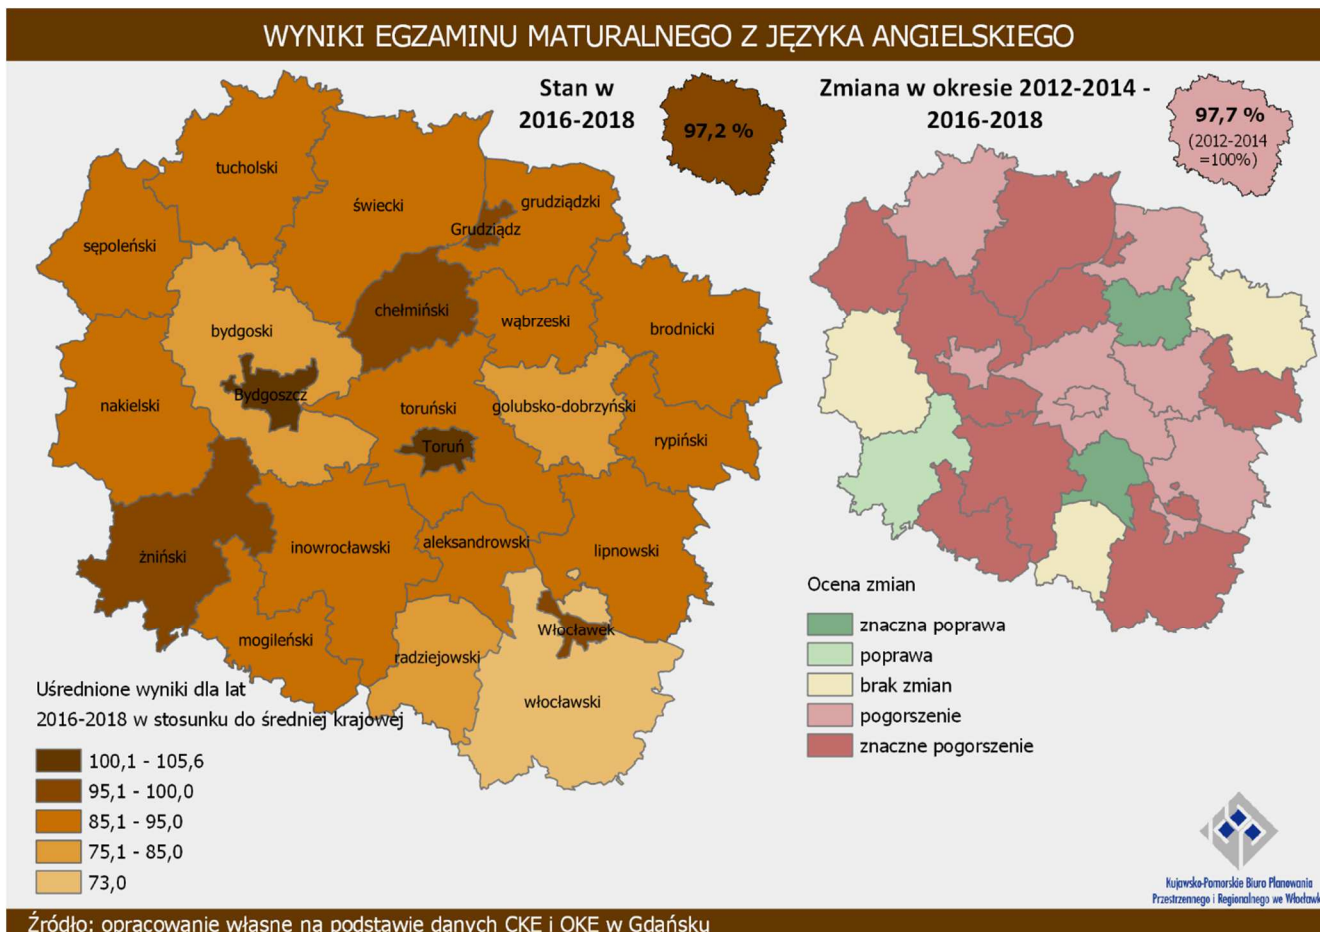 WYNIKI EGZAMINU MATURALNEGO Z JĘZYKA ANGIELSKIEGO
Stan w
2016-2018
97,2 %
Zmiana w okresie 2012-2014 -
2016-2018
97,7 %
(2012-2014
=100%)
tucholski
świecki
grudziądzki
Grudziądz
sępoleński
chełmiński
wąbrzeski
brodnicki
bydgoski
Bydgoszcz
nakielski
toruński
golubsko-dobrzyński
rypiński
Toruń
żniński
inowrocławski
aleksandrowski
lipnowski
mogileński
radziejowski
Włocławek
włocławski
Uśrednione wyniki dla lat
2016-2018 w stosunku do średniej krajowej
100,1 - 105,6
95,1 - 100,0
85,1 - 95,0
75,1 - 85,0
73,0
Ocena zmian
znaczna poprawa
poprawa
brak zmian
pogorszenie
znaczne pogorszenie
Kujawsko-Pomorskie Biuro Planowania
Przestrzennego i Regionalnego we Włocławk
Źródło: opracowanie własne na podstawie danych CKE i OKE w Gdańsku